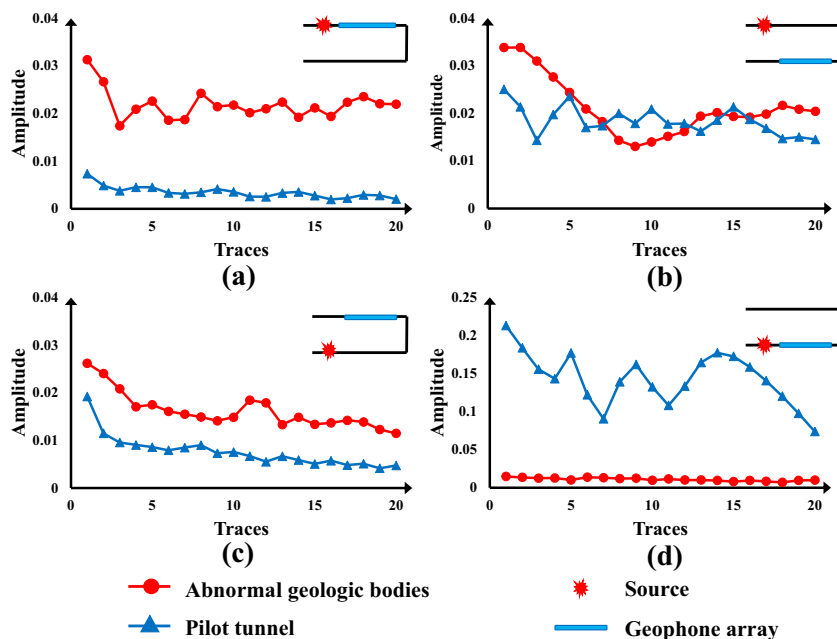 0.04
0.03
0.02
0.01
0
Amplitude
0 5 10 15 20
Traces
(a)
0.04
0.03
0.02
0.01
0
Amplitude
0 5 10 15 20
Traces
(b)
0.04
0.03
0.02
0.01
0
Amplitude
0 5 10 15 20
Traces
(c)
0.25
0.2
0.15
0.1
0.05
0
Amplitude
0 5 10 15 20
Traces
(d)
Abnormal geologic bodies
Source
Pilot tunnel
Geophone array